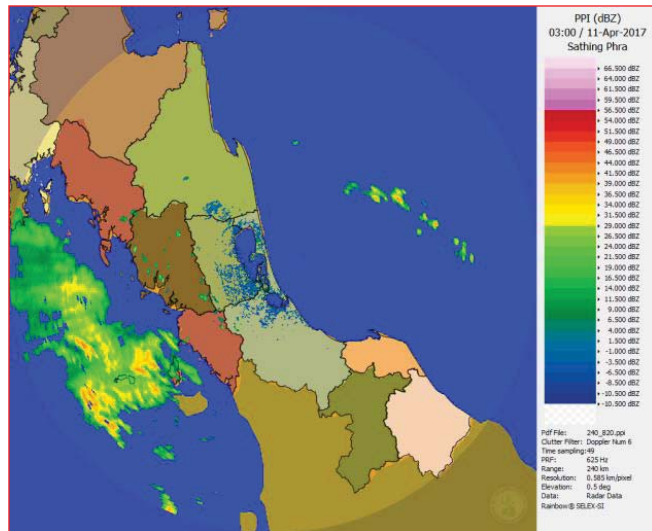 PPI (dBZ)
03:00 / 11-Apr-2017
Sathing Phra
66.500 dBZ
64.000 dBZ
61.500 dBZ
59.500 dBZ
56.500 dBZ
54.000 dBZ
51.500 dBZ
49.000 dBZ
46.500 dBZ
44.000 dBZ
41.500 dBZ
39.000 dBZ
36.500 dBZ
34.000 dBZ
31.500 dBZ
29.000 dBZ
26.500 dBZ
24.000 dBZ
21.500 dBZ
19.000 dBZ
16.500 dBZ
14.000 dBZ
11.500 dBZ
9.000 dBZ
6.500 dBZ
4.000 dBZ
1.500 dBZ
-1.000 dBZ
-3.500 dBZ
-6.000 dBZ
-8.500 dBZ
-10.500 dBZ
-10.500 dBZ
Pdf File: 240_820.ppi
Clutter Filter: Doppler Num 6
Time sampling:49
PRF: 625 Hz
Range: 240 km
Resolution: 0.585 km/pixel
Elevation: 0.5 deg
Data: Radar Data
Rainbow® SELEX-SI